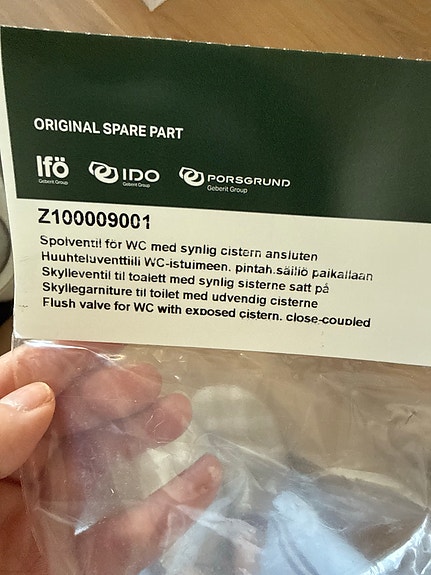 ORIGINAL SPARE PART
Ifö
Geberit Group
IDO
Geberit Group
PORSGRUND
Geberit Group
Z100009001
Spolventil för WC med synlig cistern ansluten
Huuhteluventtiili WC-istuimeen, pintah.säiliö paikallaan
Skylleventil til toalett med synlig sisterne satt på
Skyllegarniture til toilet med udvendig cisterne
Flush valve for WC with exposed cistern, close-coupled